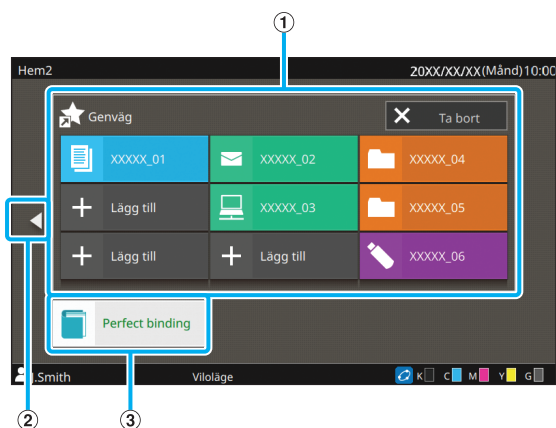 1
Hem2 20XX/XX/XX(Månd)10:00
Genväg Ta bort
XXXXX_01 XXXXX_02 XXXXX_04
Lägg till XXXXX_03 XXXXX_05
Lägg till Lägg till XXXXX_06
Perfect binding
J.Smith Viloläge K C M Y G
2 3